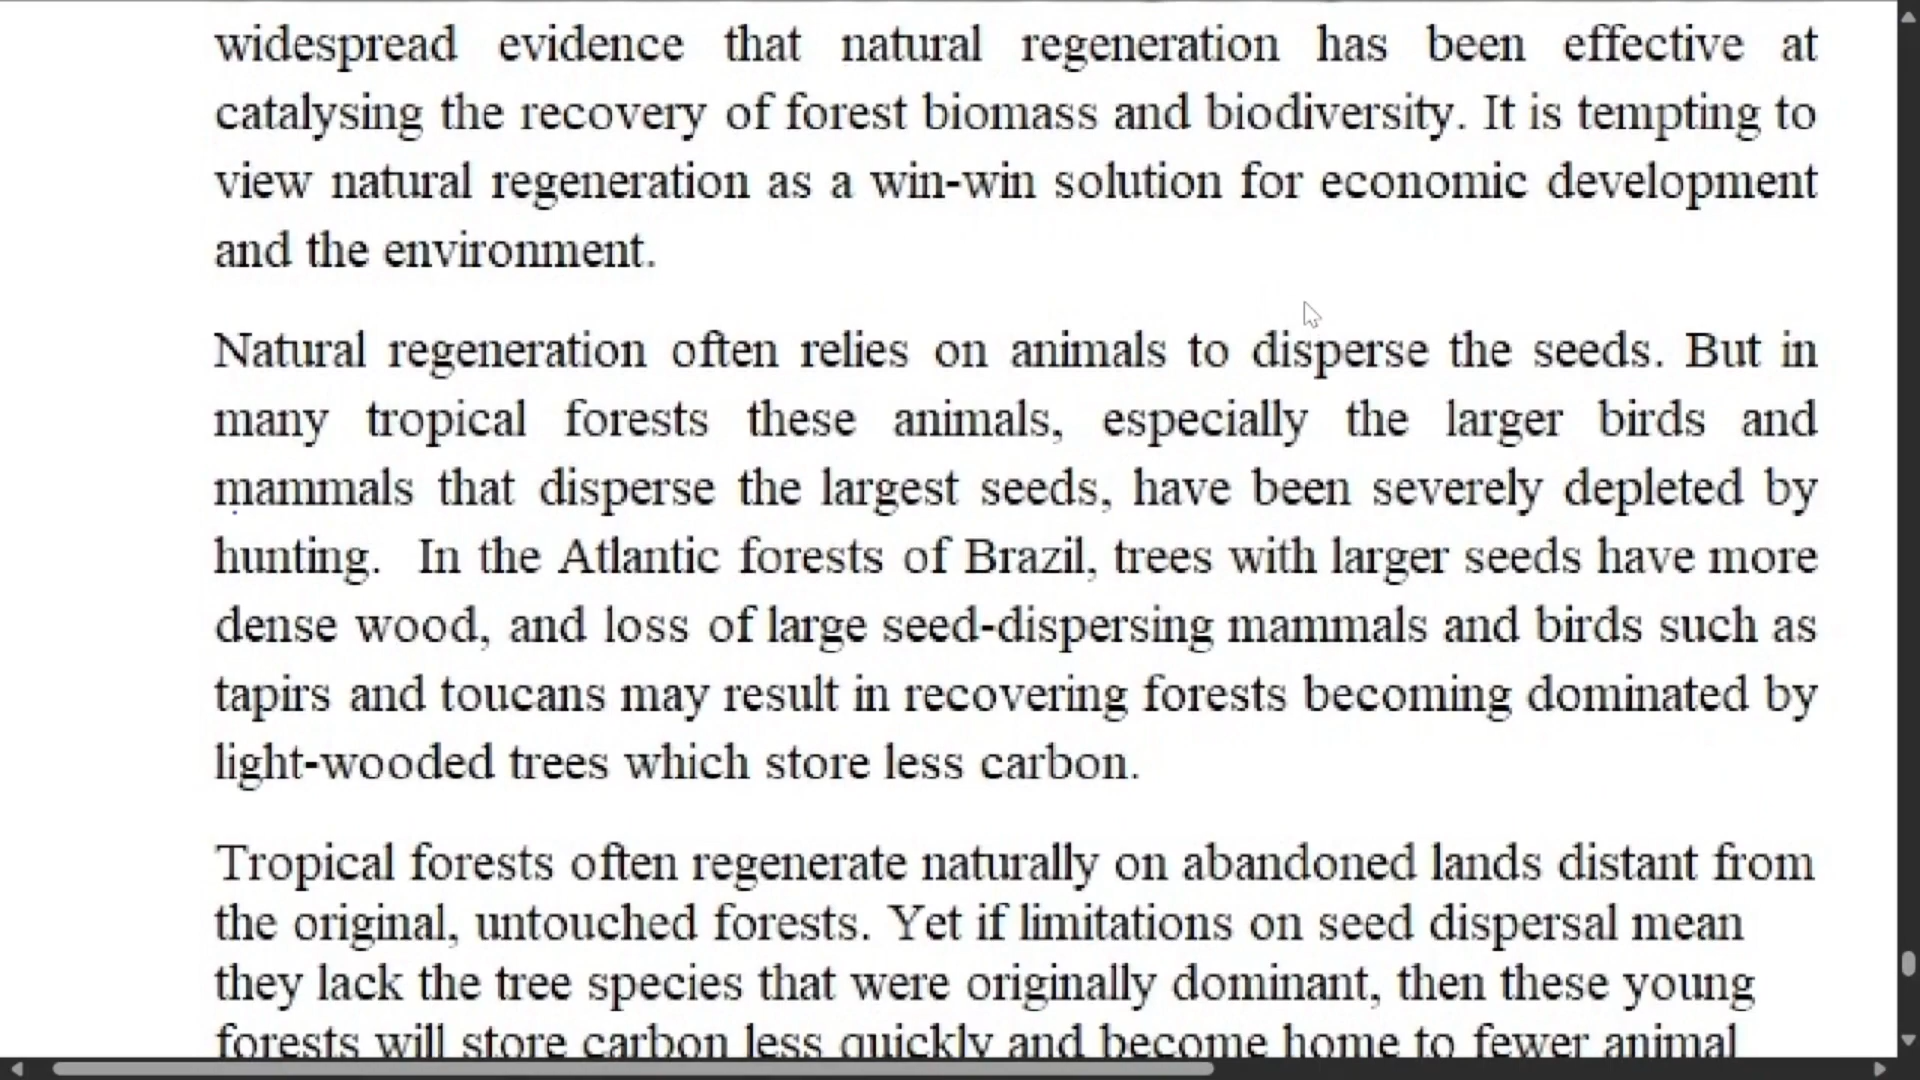 widespread evidence that natural regeneration has been effective at
catalysing the recovery of forest biomass and biodiversity. It is tempting to
view natural regeneration as a win-win solution for economic development
and the environment.
Natural regeneration often relies on animals to disperse the seeds. But in
many tropical forests these animals, especially the larger birds and
mammals that disperse the largest seeds, have been severely depleted by
hunting. In the Atlantic forests of Brazil, trees with larger seeds have more
dense wood, and loss of large seed-dispersing mammals and birds such as
tapirs and toucans may result in recovering forests becoming dominated by
light-wooded trees which store less carbon.
Tropical forests often regenerate naturally on abandoned lands distant from
the original, untouched forests. Yet if limitations on seed dispersal mean
they lack the tree species that were originally dominant, then these young
forests will store carbon less quickly and become home to fewer animal